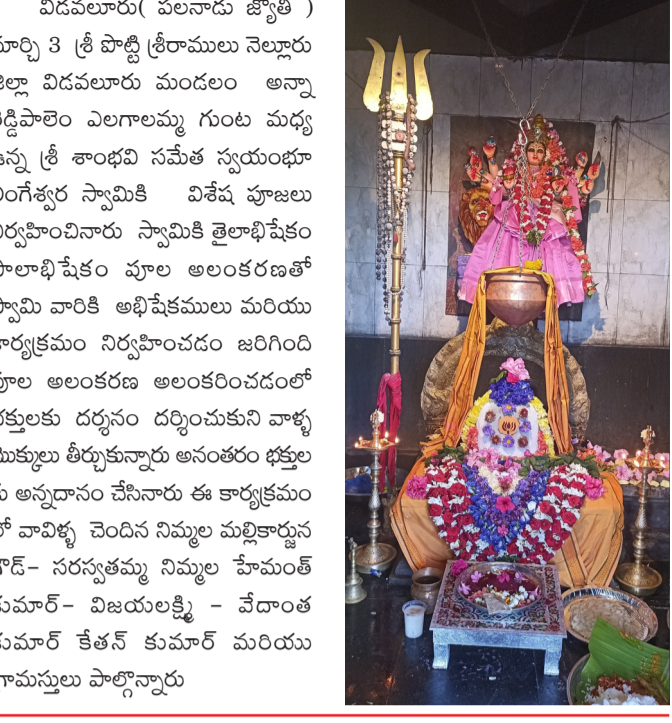 విడవలూరు( పలనాడు జ్యోతి )
మార్చి 3 శ్రీ పొట్టి శ్రీరాములు నెల్లూరు
జిల్లా విడవలూరు మండలం అన్నా
రెడ్డిపాలెం ఎలగాలమ్మ గుంట మధ్య
ఉన్న శ్రీ శాంభవి సమేత స్వయంభూ
లింగేశ్వర స్వామికి విశేష పూజలు
నిర్వహించినారు స్వామికి తైలాభిషేకం
పాలాభిషేకం పూల అలంకరణతో
స్వామి వారికి అభిషేకములు మరియు
కార్యక్రమం నిర్వహించడం జరిగింది
పూల అలంకరణ అలంకరించడంలో
భక్తులకు దర్శనం దర్శించుకుని వాళ్ళ
మొక్కులు తీర్చుకున్నారు అనంతరం భక్తుల
కు అన్నదానం చేసినారు ఈ కార్యక్రమం
లో వావిళ్ళ చెందిన నిమ్మల మల్లికార్జున
గౌడ్- సరస్వతమ్మ నిమ్మల హేమంత్
కుమార్- విజయలక్ష్మి - వేదాంత
కుమార్ కేతన్ కుమార్ మరియు
గ్రామస్తులు పాల్గొన్నారు